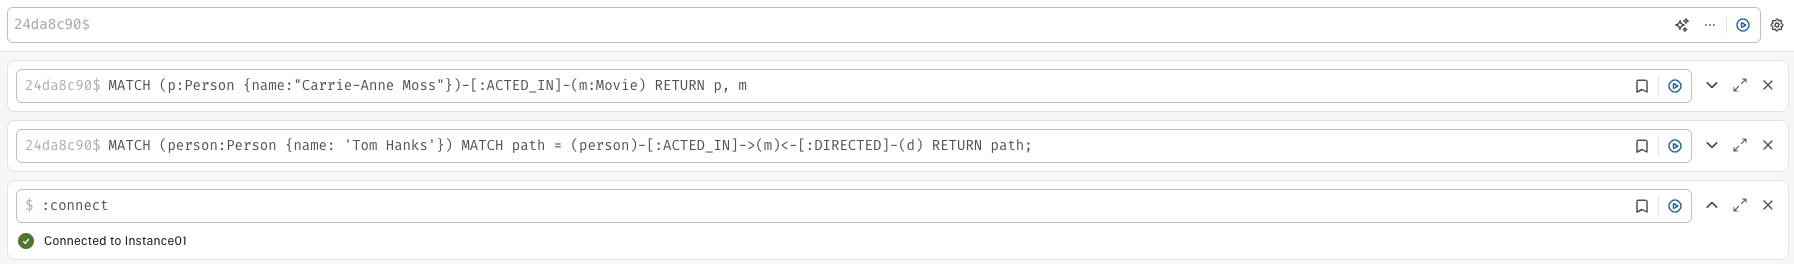 24da8c90$
24da8c90$ MATCH (p:Person {name:"Carrie-Anne Moss"})-[:ACTED_IN]-(m:Movie) RETURN p, m
24da8c90$ MATCH (person:Person {name: 'Tom Hanks'}) MATCH path = (person)-[:ACTED_IN]->(m)<-[:DIRECTED]-(d) RETURN path;
$ :connect
Connected to Instance01